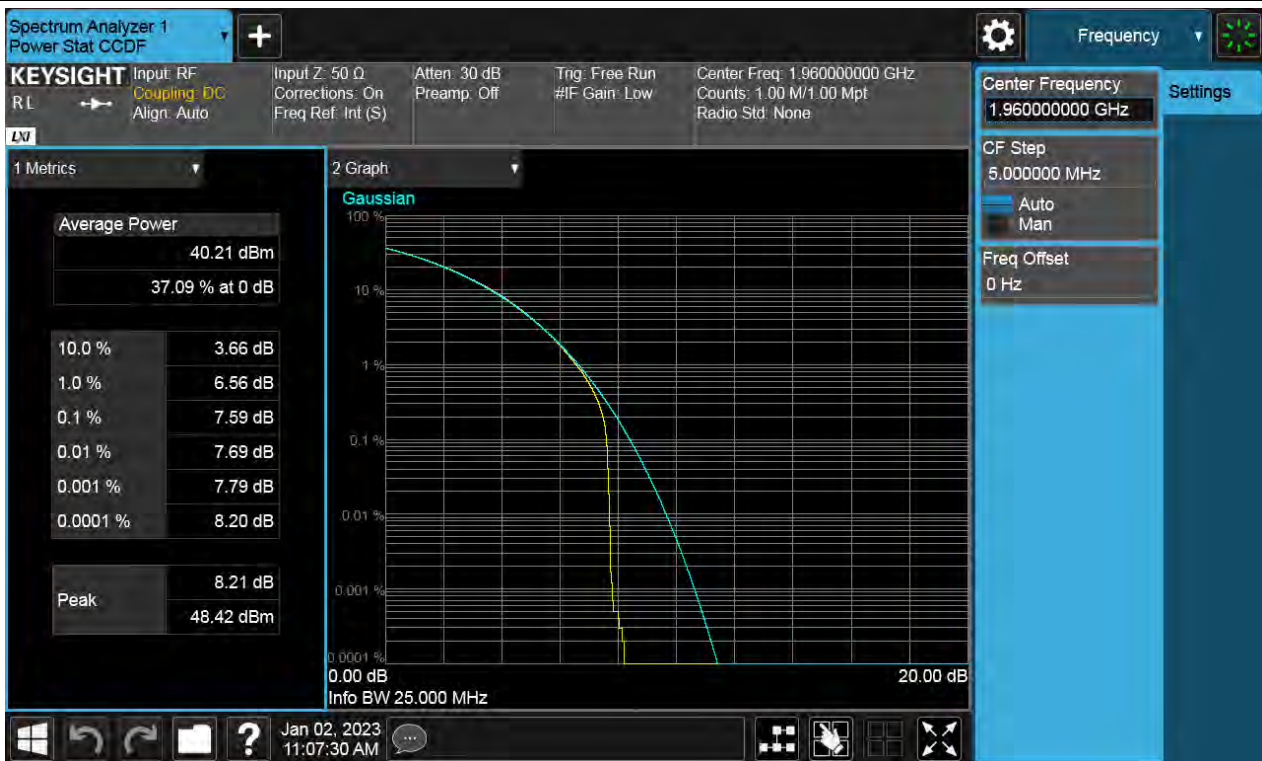 Spectrum Analyzer 1
Power Stat CCDF
+
Frequency
KEYSIGHT
R L
LXI
Input: RF
Coupling: DC
Align: Auto
Input Z: 50 Ω
Corrections: On
Freq Ref: Int (S)
Atten: 30 dB
Preamp: Off
Trig: Free Run
#IF Gain: Low
Center Freq: 1.960000000 GHz
Counts: 1.00 M/1.00 Mpt
Radio Std: None
Center Frequency
1.960000000 GHz
Settings
CF Step
5.000000 MHz
Auto
Man
Freq Offset
0 Hz
1 Metrics
Average Power
40.21 dBm
37.09 % at 0 dB
10.0 % 3.66 dB
1.0 % 6.56 dB
0.1 % 7.59 dB
0.01 % 7.69 dB
0.001 % 7.79 dB
0.0001 % 8.20 dB
Peak
8.21 dB
48.42 dBm
2 Graph
Gaussian
100 %
10 %
1 %
0.1 %
0.01 %
0.001 %
0.0001 %
0.00 dB 20.00 dB
Info BW 25.000 MHz
?
Jan 02, 2023
11:07:30 AM